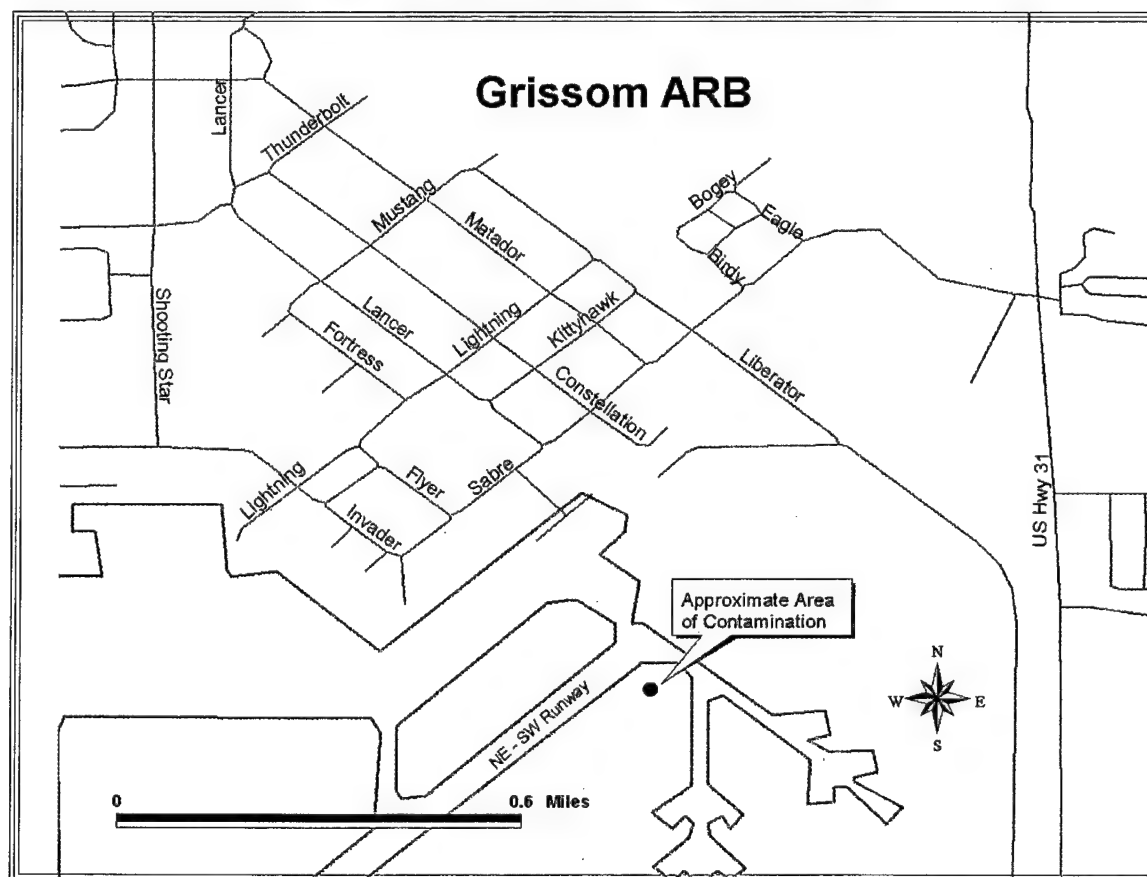 Grissom ARB
Lancer
Thunderbolt
Mustang
Matador
Bogey
Eagle
Birdy
Shooting Star
Lancer
Fortress
Lightning
Kittyhawk
Constellation
Liberator
Lightning
Flyer
Sabre
Invader
US Hwy 31
Approximate Area
of Contamination
NE - SW Runway
N
W
E
S
0
0.6 Miles